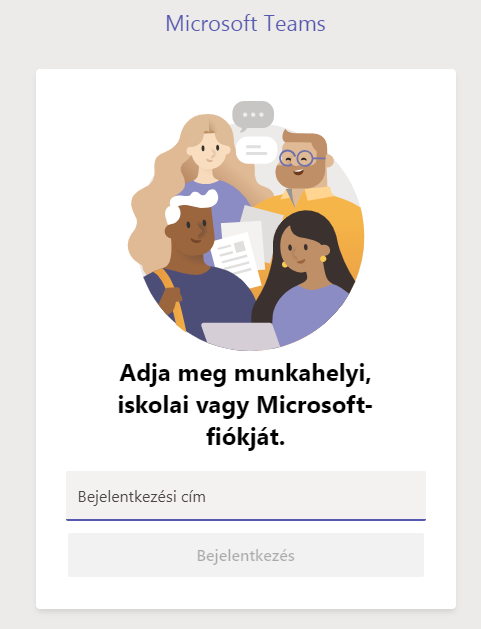 Microsoft Teams
Adja meg munkahelyi,
iskolai vagy Microsoft-
fiókját.
Bejelentkezési cím
Bejelentkezés